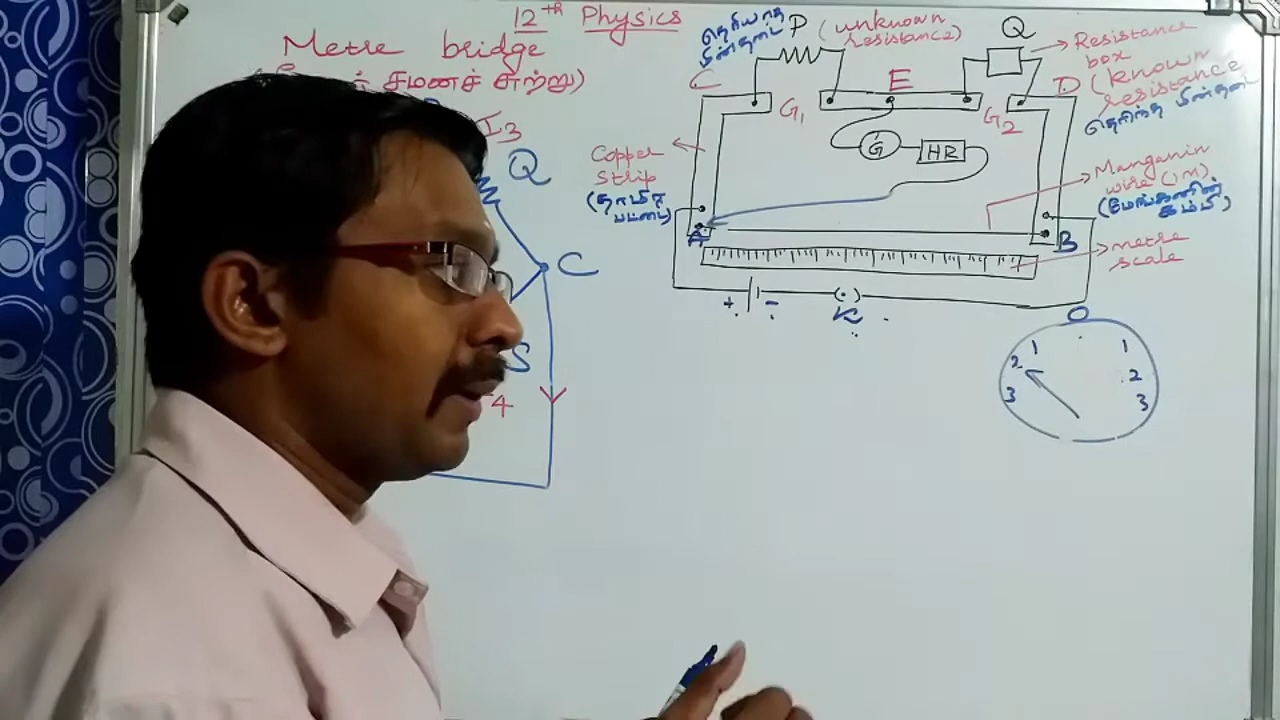 12th Physics
Metre bridge
சமனச் சுற்று)
I3
Q
C
S
4
தெரியாத
மின்தடை
P (unknown
resistance)
Q
Resistance
box
(known
resistance
தெரிந்த மின்தடை
C
G1
E
G2
D
G
HR
Copper
strip
(தாமிர
பட்டை)
Manganin
wire (1M)
(மேங்கனின்
கம்பி)
A
B
metre
scale
+
-
K
0
1
2
3
1
2
3